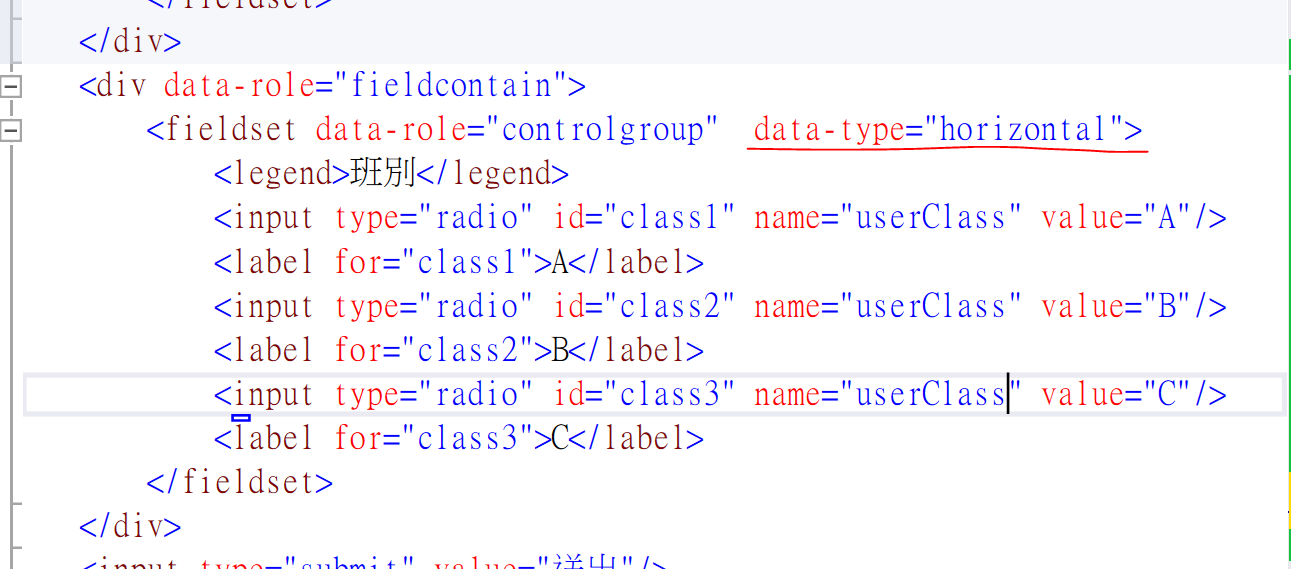 </fieldset>
</div>
<div data-role="fieldcontain">
<fieldset data-role="controlgroup" data-type="horizontal">
<legend>班別</legend>
<input type="radio" id="class1" name="userClass" value="A"/>
<label for="class1">A</label>
<input type="radio" id="class2" name="userClass" value="B"/>
<label for="class2">B</label>
<input type="radio" id="class3" name="userClass" value="C"/>
<label for="class3">C</label>
</fieldset>
</div>
<input type="submit" value="送出"/>